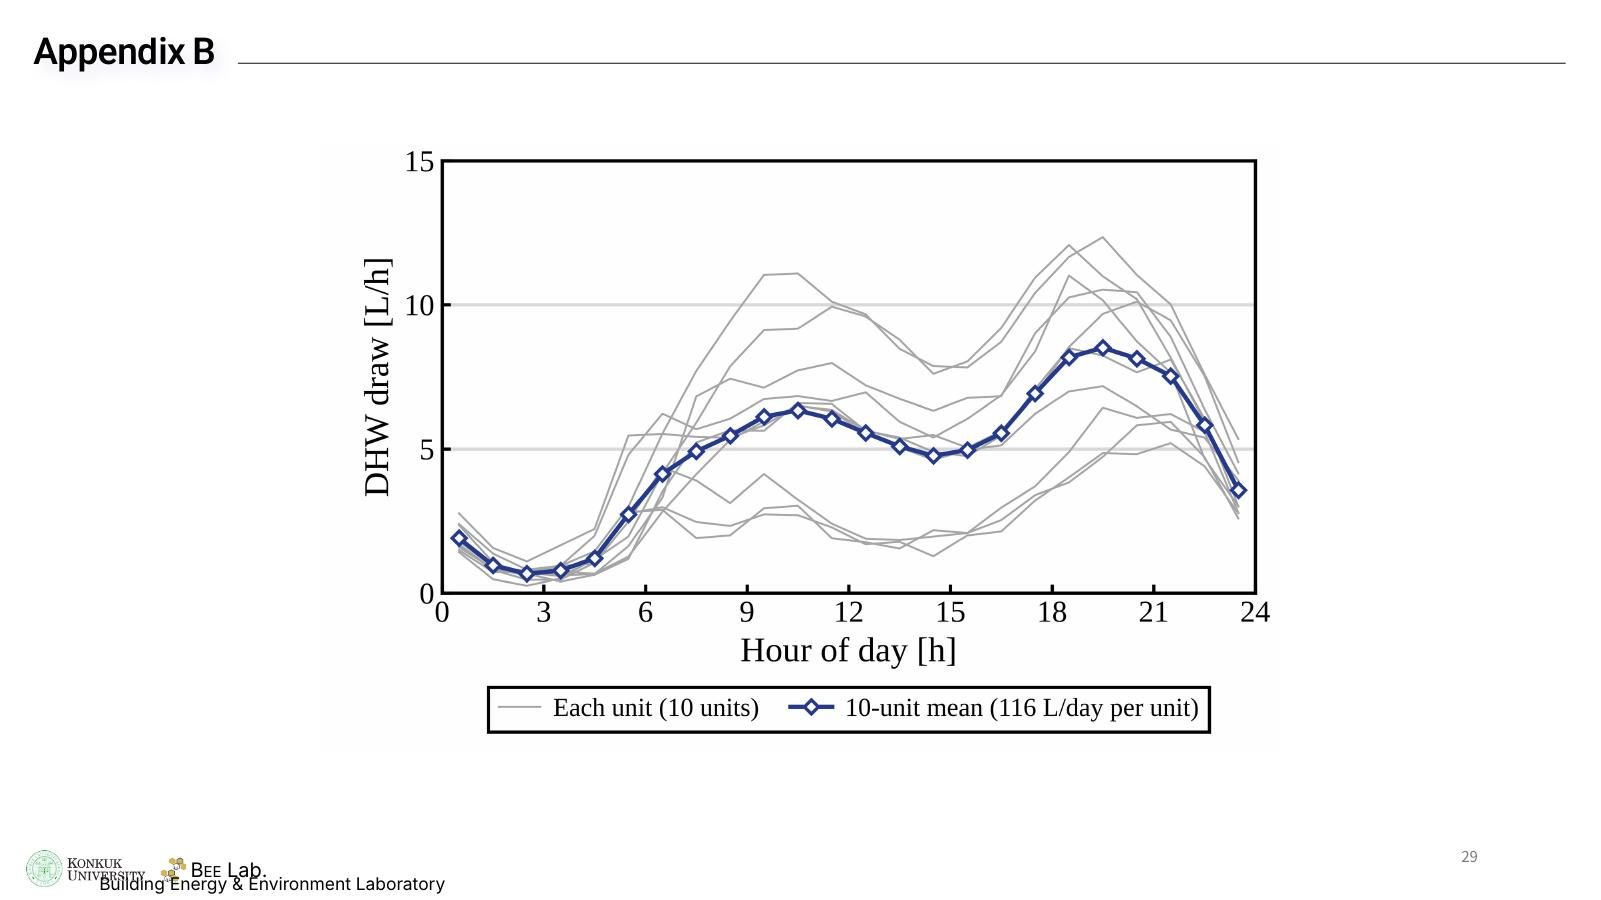 Appendix B
15
10
5
0
DHW draw [L/h]
0 3 6 9 12 15 18 21 24
Hour of day [h]
Each unit (10 units) 10-unit mean (116 L/day per unit)
KONKUK
UNIVERSITY
BEE Lab.
Building Energy & Environment Laboratory
29